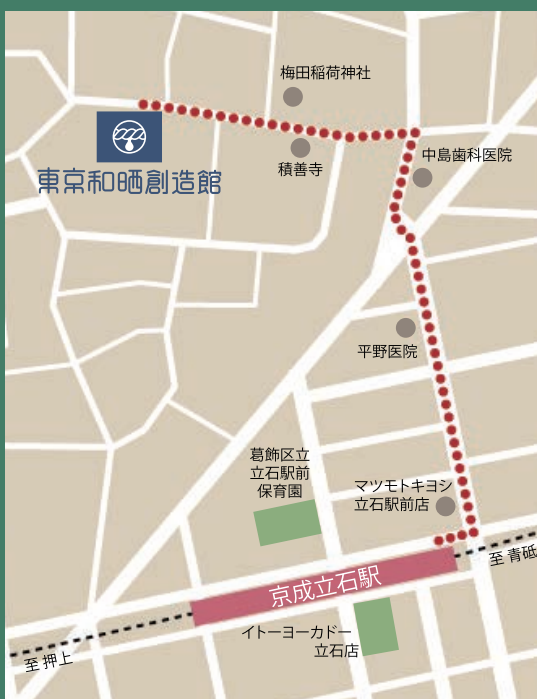 梅田稲荷神社
中島歯科医院
積善寺
東京和晒創造館
平野医院
葛飾区立
立石駅前
保育園
マツモトキヨシ
立石駅前店
至 青砥
京成立石駅
イトーヨーカドー
立石店
至 押上